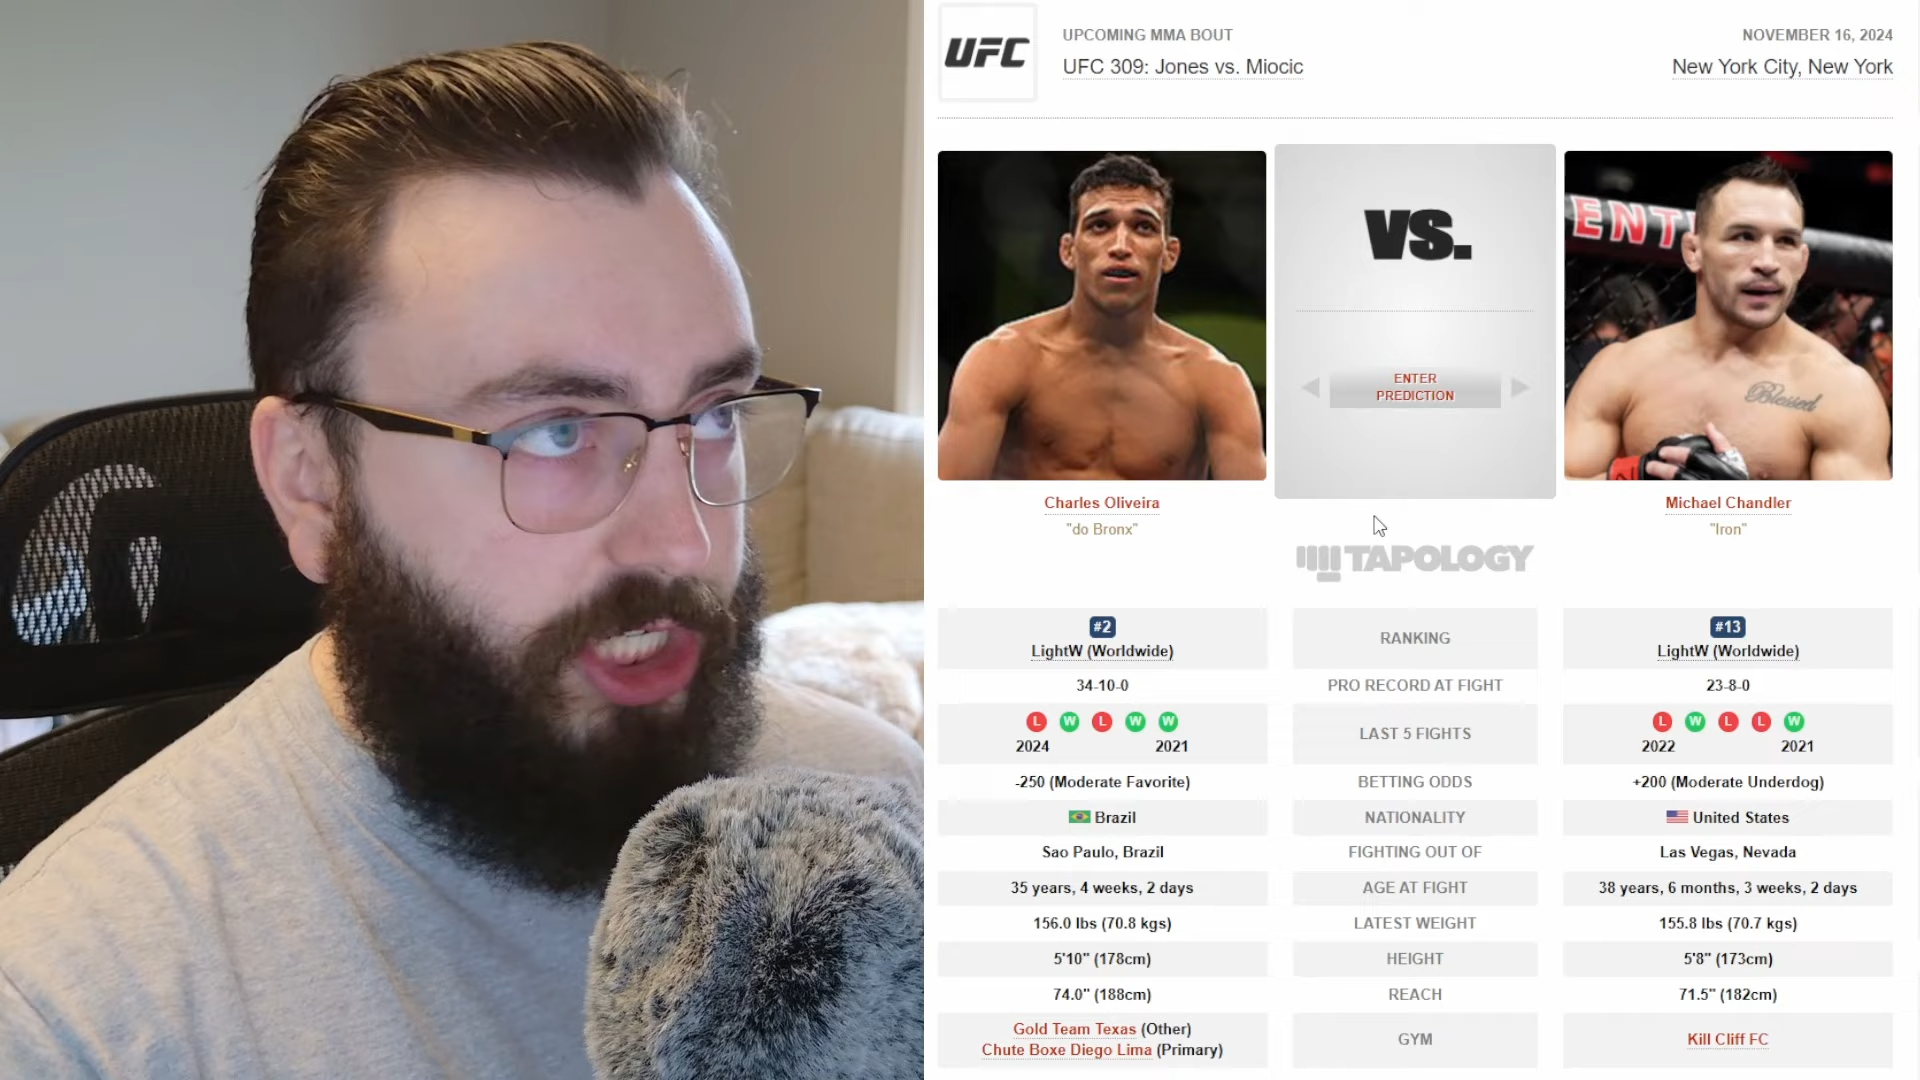 UFC
UPCOMING MMA BOUT
UFC 309: Jones vs. Miocic
NOVEMBER 16, 2024
New York City, New York
VS.
ENTER
PREDICTION
ENT
Blessed
Charles Oliveira
"do Bronx"
Michael Chandler
"Iron"
TAPOLOGY
#2
LightW (Worldwide)
RANKING
#13
LightW (Worldwide)
34-10-0
PRO RECORD AT FIGHT
23-8-0
L W L W W
2024 2021
LAST 5 FIGHTS
L W L L W
2022 2021
-250 (Moderate Favorite)
BETTING ODDS
+200 (Moderate Underdog)
Brazil
NATIONALITY
United States
Sao Paulo, Brazil
FIGHTING OUT OF
Las Vegas, Nevada
35 years, 4 weeks, 2 days
AGE AT FIGHT
38 years, 6 months, 3 weeks, 2 days
156.0 lbs (70.8 kgs)
LATEST WEIGHT
155.8 lbs (70.7 kgs)
5'10" (178cm)
HEIGHT
5'8" (173cm)
74.0" (188cm)
REACH
71.5" (182cm)
Gold Team Texas (Other)
Chute Boxe Diego Lima (Primary)
GYM
Kill Cliff FC